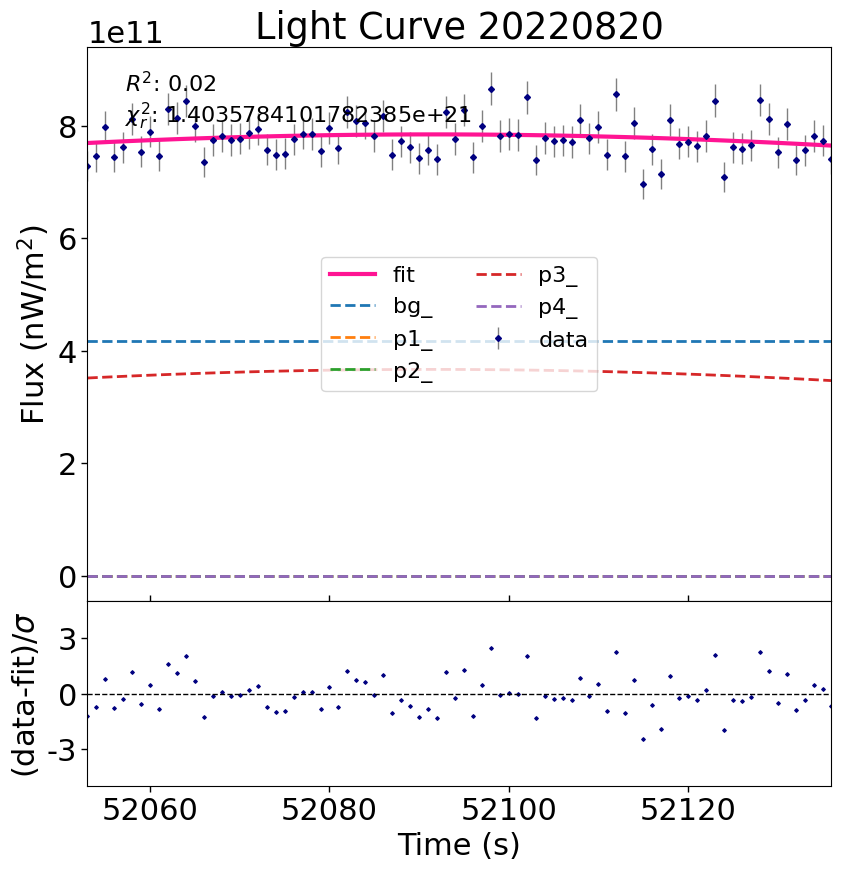 Light Curve 20220820
1e11
R²: 0.02
χ²ᵣ: 1.4035784101782385e+21
8
6
4
2
0
Flux (nW/m²)
fit
bg_
p1_
p2_
p3_
p4_
data
3
0
-3
(data-fit)/σ
52060 52080 52100 52120
Time (s)